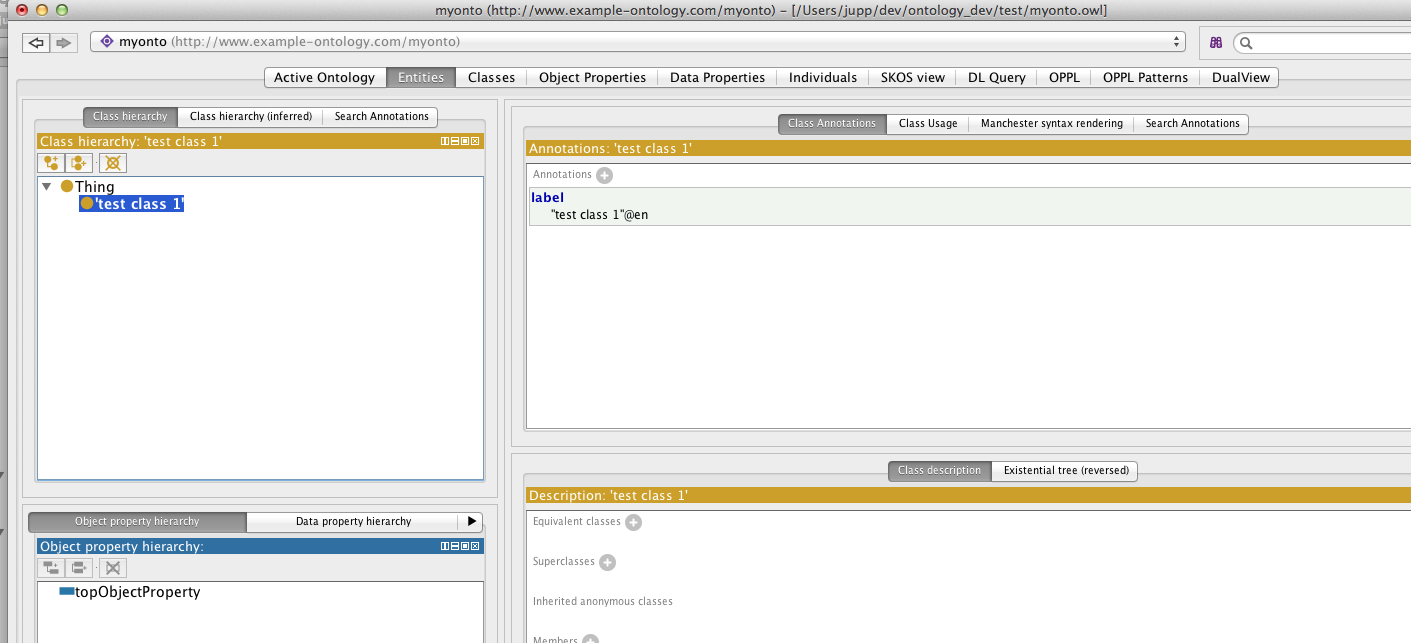 myonto (http://www.example-ontology.com/myonto) – [/Users/jupp/dev/ontology_dev/test/myonto.owl]
myonto (http://www.example-ontology.com/myonto)
Active Ontology Entities Classes Object Properties Data Properties Individuals SKOS view DL Query OPPL OPPL Patterns DualView
Class hierarchy Class hierarchy (inferred) Search Annotations
Class hierarchy: 'test class 1'
Thing
'test class 1'
Object property hierarchy Data property hierarchy
Object property hierarchy:
topObjectProperty
Class Annotations Class Usage Manchester syntax rendering Search Annotations
Annotations: 'test class 1'
Annotations
label
"test class 1"@en
Class description Existential tree (reversed)
Description: 'test class 1'
Equivalent classes
Superclasses
Inherited anonymous classes
Members